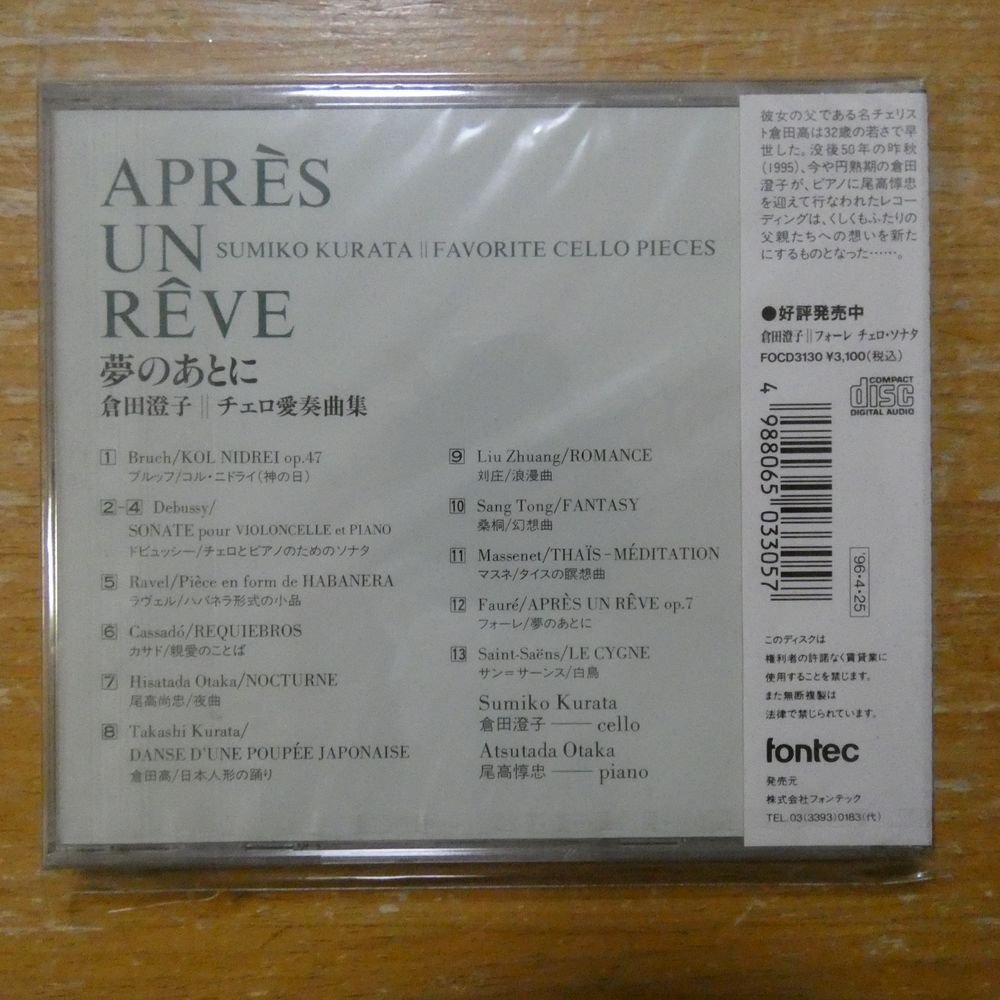 APRÈS
UN
SUMIKO KURATA || FAVORITE CELLO PIECES
RÊVE
夢のあとに
倉田澄子 || チェロ愛奏曲集
1 Bruch/KOL NIDREI op.47
ブルッフ/コル・ニドライ(神の日)
2-4 Debussy/
SONATE pour VIOLONCELLE et PIANO
ドビュッシー/チェロとピアノのためのソナタ
5 Ravel/Pièce en form de HABANERA
ラヴェル/ハバネラ形式の小品
6 Cassadó/REQUIEBROS
カサド/親愛のことば
7 Hisatada Otaka/NOCTURNE
尾高尚忠/夜曲
8 Takashi Kurata/
DANSE D'UNE POUPÉE JAPONAISE
倉田高/日本人形の踊り
9 Liu Zhuang/ROMANCE
刘庄/浪漫曲
10 Sang Tong/FANTASY
桑桐/幻想曲
11 Massenet/THAÏS-MÉDITATION
マスネ/タイスの瞑想曲
12 Fauré/APRÈS UN RÊVE op.7
フォーレ/夢のあとに
13 Saint-Saëns/LE CYGNE
サン=サーンス/白鳥
Sumiko Kurata
倉田澄子 —— cello
Atsutada Otaka
尾高惇忠 —— piano
彼女の父である名チェリス
ト倉田高は32歳の若さで早
世した。没後50年の昨秋
(1995)、今や円熟期の倉田
澄子が、ピアノに尾高惇忠
を迎えて行なわれたレコー
ディングは、くしくもふたりの
父親たちへの想いを新た
にするものとなった……。
●好評発売中
倉田澄子 || フォーレ チェロ・ソナタ
FOCD3130 ¥3,100(税込)
COMPACT
disc
DIGITAL AUDIO
4 988065 033057
'96・4・25
このディスクは
権利者の許諾なく賃貸業に
使用することを禁じます。
また無断複製は
法律で禁じられています。
fontec
発売元
株式会社フォンテック
TEL.03(3393)0183(代)